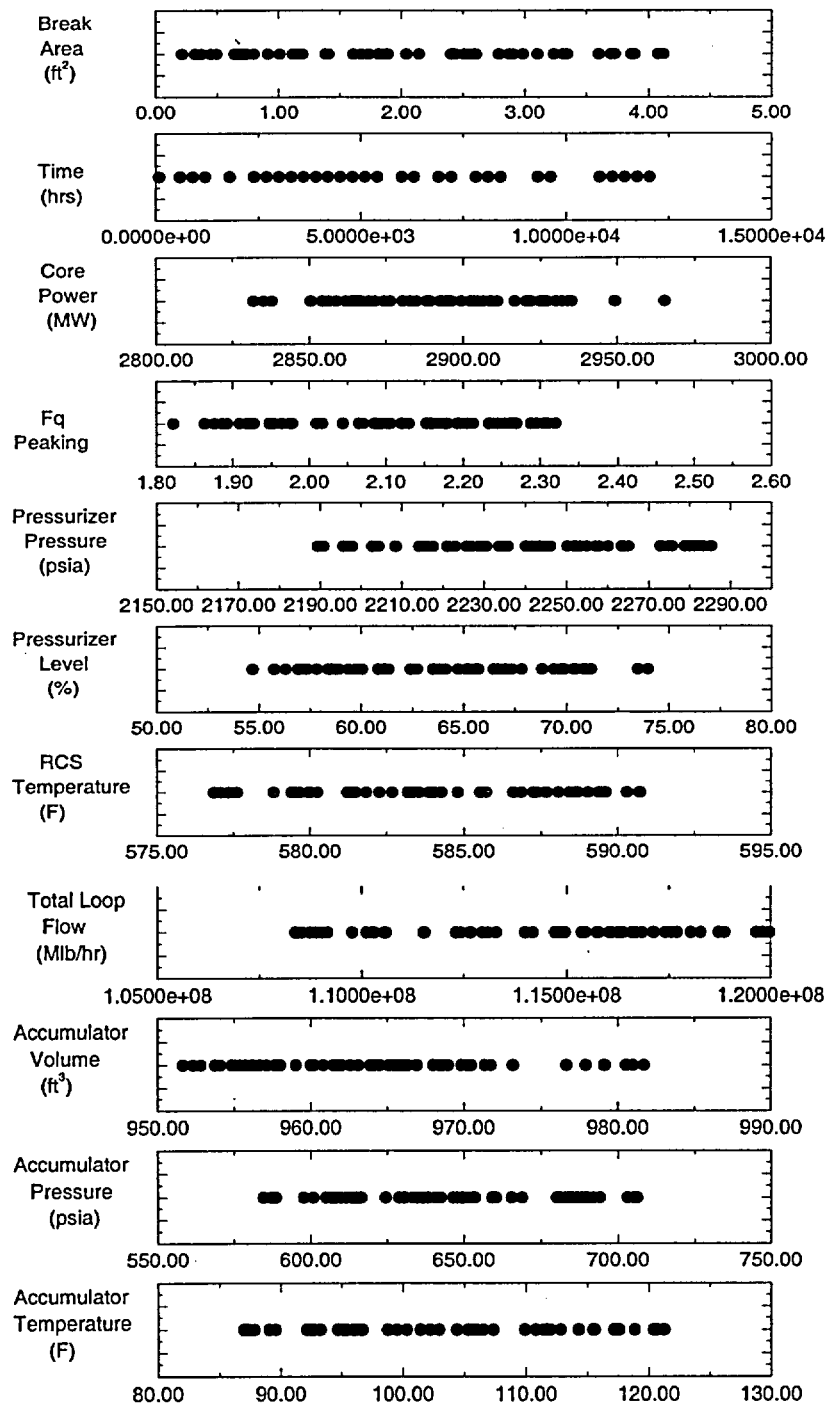 Break
Area
(ft²)
0.00 1.00 2.00 3.00 4.00 5.00
Time
(hrs)
0.0000e+00 5.0000e+03 1.0000e+04 1.5000e+04
Core
Power
(MW)
2800.00 2850.00 2900.00 2950.00 3000.00
Fq
Peaking
1.80 1.90 2.00 2.10 2.20 2.30 2.40 2.50 2.60
Pressurizer
Pressure
(psia)
2150.00 2170.00 2190.00 2210.00 2230.00 2250.00 2270.00 2290.00
Pressurizer
Level
(%)
50.00 55.00 60.00 65.00 70.00 75.00 80.00
RCS
Temperature
(F)
575.00 580.00 585.00 590.00 595.00
Total Loop
Flow
(Mlb/hr)
1.0500e+08 1.1000e+08 1.1500e+08 1.2000e+08
Accumulator
Volume
(ft³)
950.00 960.00 970.00 980.00 990.00
Accumulator
Pressure
(psia)
550.00 600.00 650.00 700.00 750.00
Accumulator
Temperature
(F)
80.00 90.00 100.00 110.00 120.00 130.00